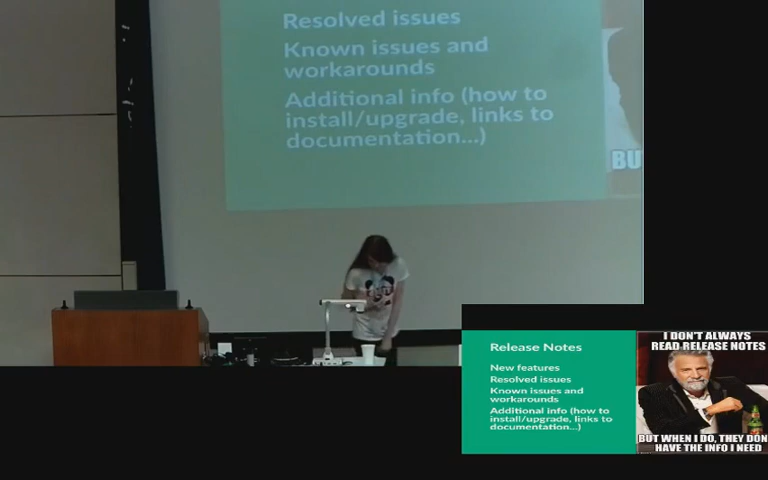 Resolved issues
Known issues and
workarounds
Additional info (how to
install/upgrade, links to
documentation...)
BU
Release Notes
New features
Resolved issues
Known issues and
workarounds
Additional info (how to
install/upgrade, links to
documentation...)
I DON'T ALWAYS
READ RELEASE NOTES
BUT WHEN I DO, THEY DON
HAVE THE INFO I NEED